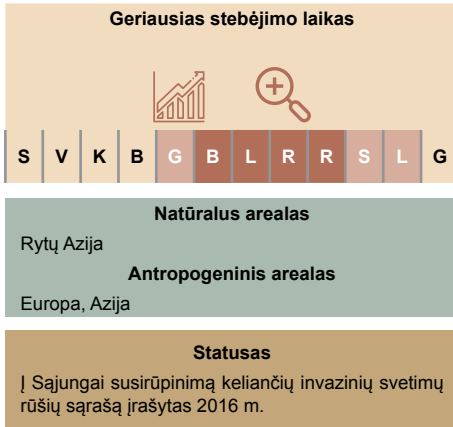 Geriausias stebėjimo laikas
S V K B G B L R R S L G
Natūralus arealas
Rytų Azija
Antropogeninis arealas
Europa, Azija
Statusas
Į Sąjungai susirūpinimą keliančių invazinių svetimų
rūšių sąrašą įrašytas 2016 m.